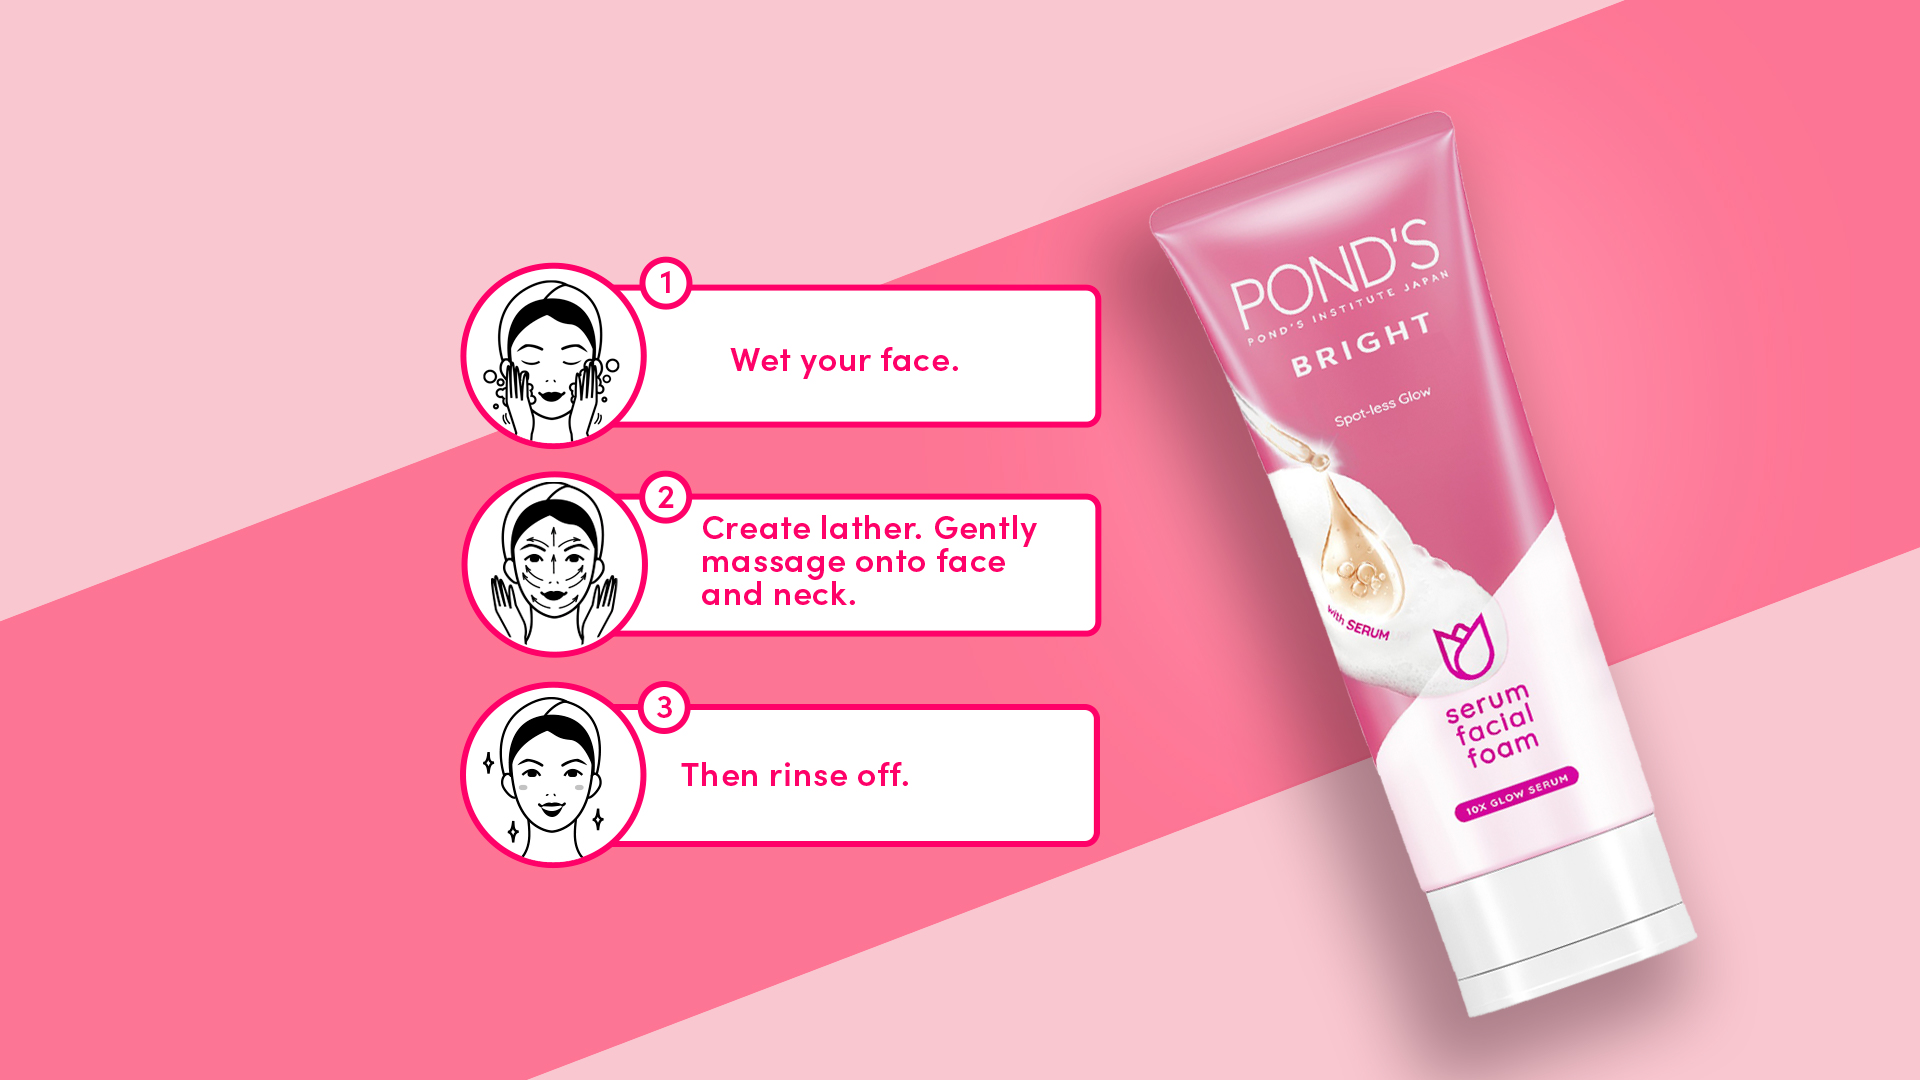 1
Wet your face.
2
Create lather. Gently
massage onto face
and neck.
3
Then rinse off.
POND'S
POND'S INSTITUTE JAPAN
BRIGHT
Spot-less Glow
with SERUM
serum
facial
foam
10X GLOW SERUM